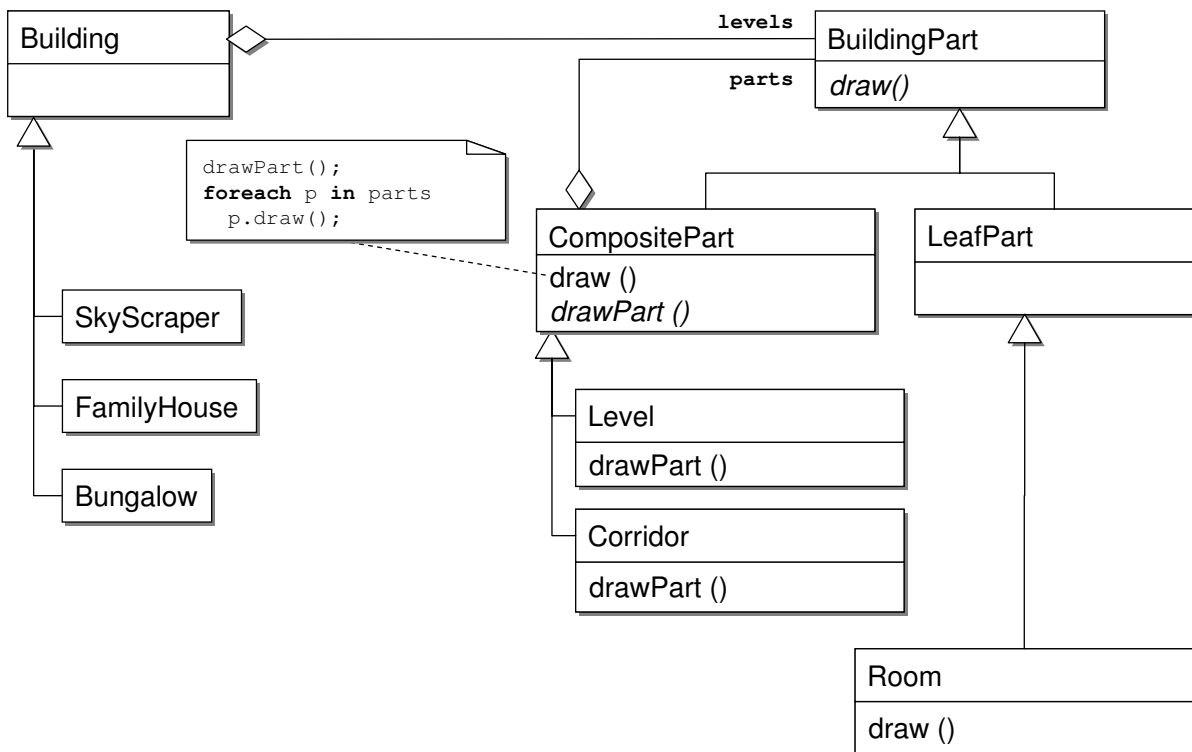 Building
levels
BuildingPart
parts
draw()
drawPart();
foreach p in parts
p.draw();
CompositePart
draw ()
drawPart ()
LeafPart
SkyScraper
FamilyHouse
Bungalow
Level
drawPart ()
Corridor
drawPart ()
Room
draw ()